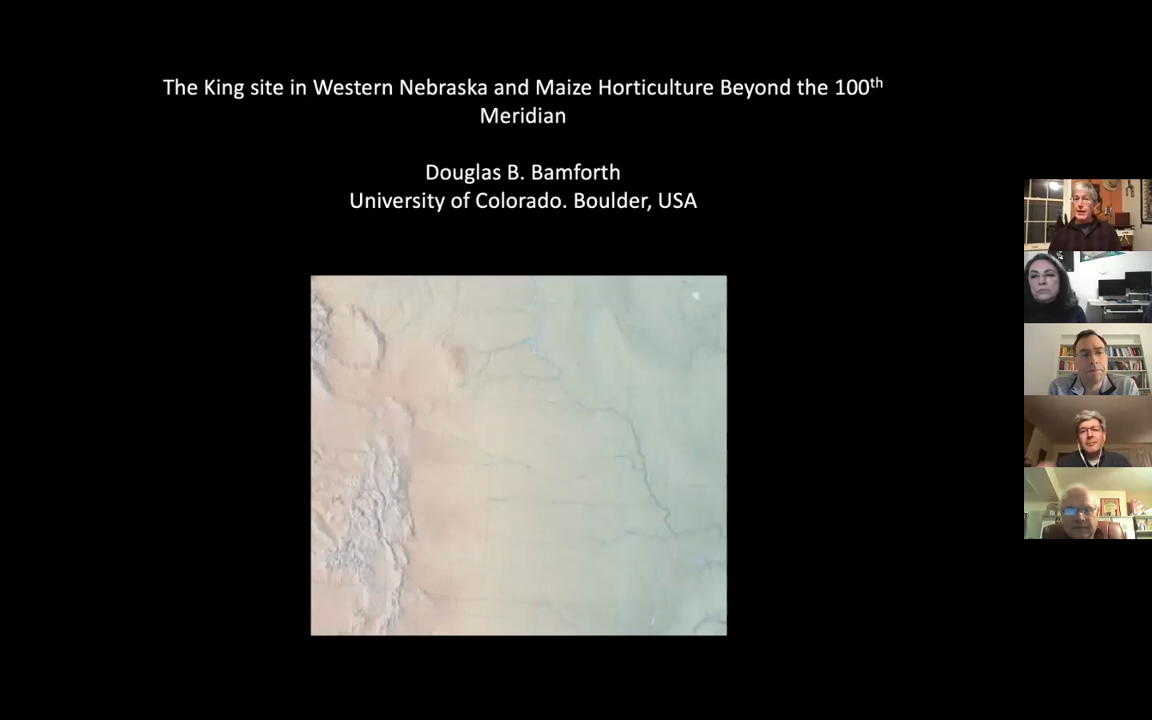 The King site in Western Nebraska and Maize Horticulture Beyond the 100th
Meridian
Douglas B. Bamforth
University of Colorado. Boulder, USA